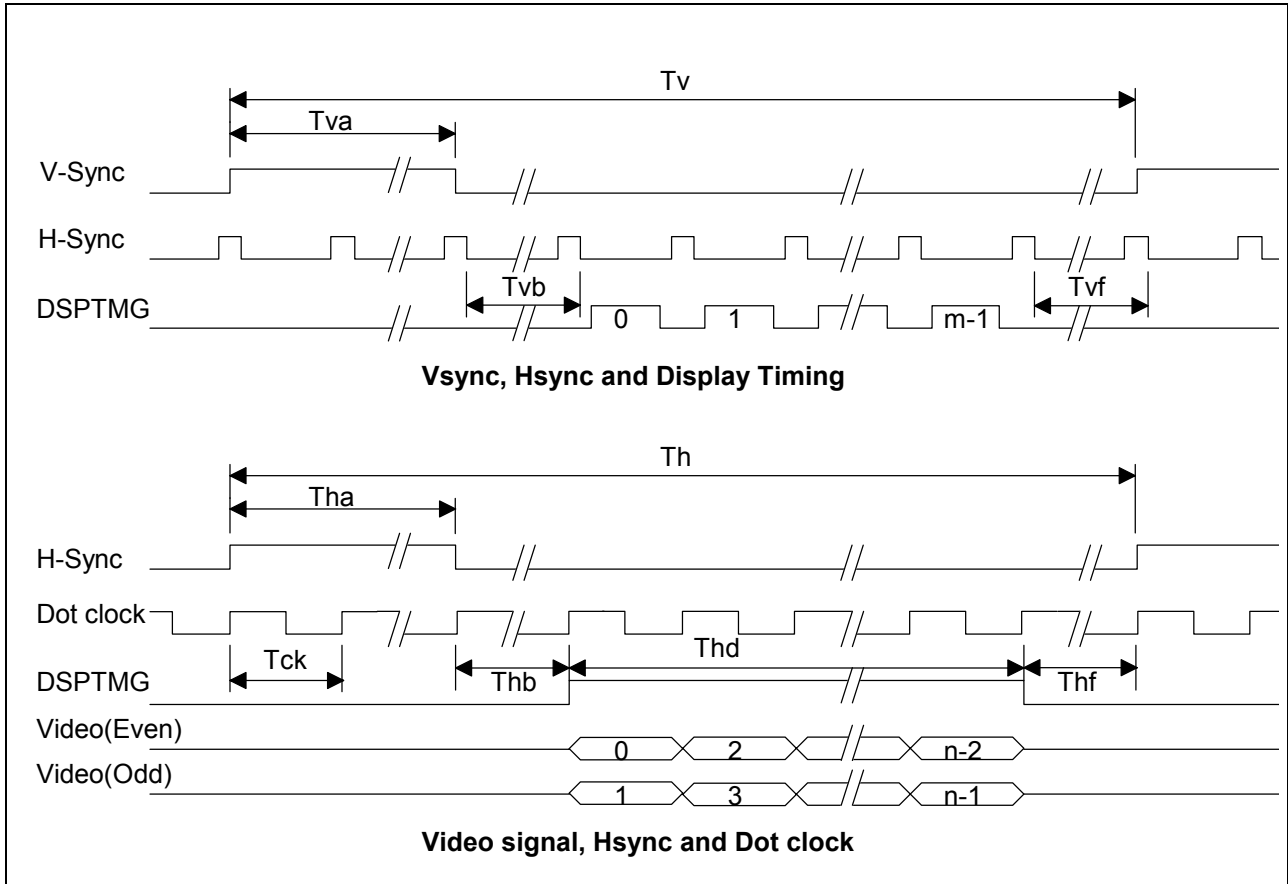 Tv
Tva
V-Sync
H-Sync
Tvb
Tvf
DSPTMG
0 1 m-1
Vsync, Hsync and Display Timing
Th
Tha
H-Sync
Dot clock
Tck Thb Thd Thf
DSPTMG
Video(Even)
0 2 n-2
Video(Odd)
1 3 n-1
Video signal, Hsync and Dot clock